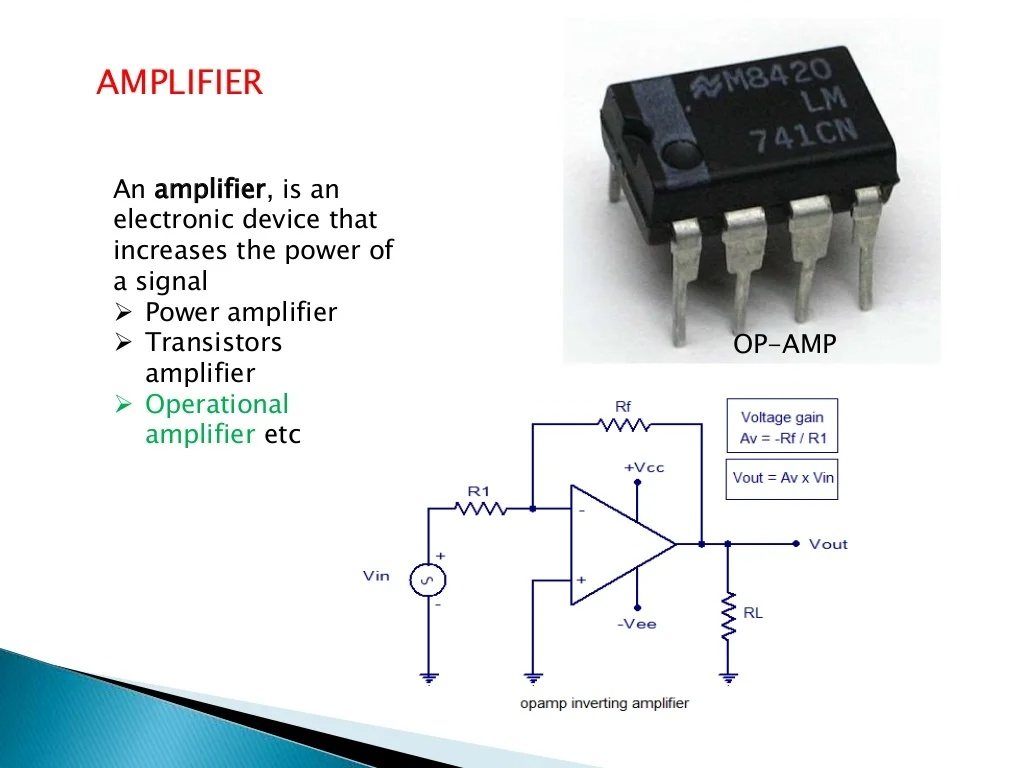 AMPLIFIER
An amplifier, is an
electronic device that
increases the power of
a signal
➢ Power amplifier
➢ Transistors
amplifier
➢ Operational
amplifier etc
M8420
LM
741CN
OP-AMP
Rf
Voltage gain
Av = -Rf / R1
Vout = Av x Vin
+Vcc
R1
-
+
Vout
Vin
+
-
S
-Vee
RL
opamp inverting amplifier